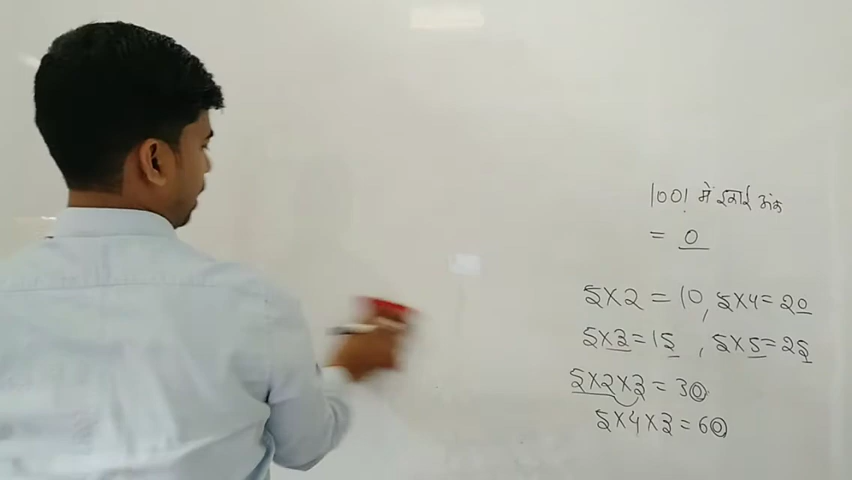 100! में इकाई अंक
= 0
5×2 = 10, 5×4 = 20
5×3 = 15, 5×5 = 25
5×2×3 = 30
5×4×3 = 60